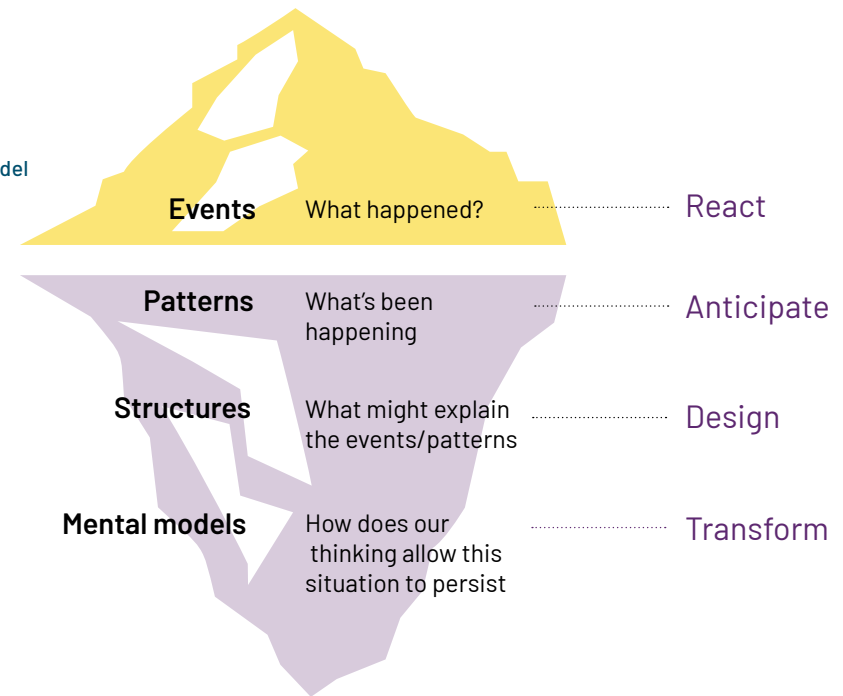 del
Events What happened? React
Patterns What's been Anticipate
happening
Structures What might explain Design
the events/patterns
Mental models How does our Transform
thinking allow this
situation to persist